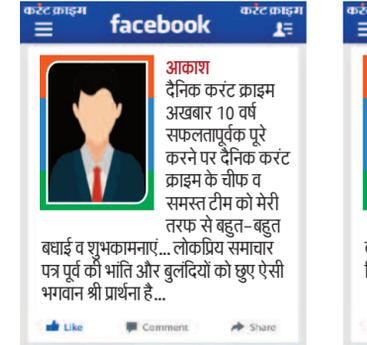 करंट क्राइम करंट क्राइम
facebook
आकाश
दैनिक करंट क्राइम
अखबार 10 वर्ष
सफलतापूर्वक पूरे
करने पर दैनिक करंट
क्राइम के चीफ व
समस्त टीम को मेरी
तरफ से बहुत-बहुत
बधाई व शुभकामनाएं... लोकप्रिय समाचार
पत्र पूर्व की भांति और बुलंदियों को छुए ऐसी
भगवान श्री प्रार्थना है...
Like Comment Share